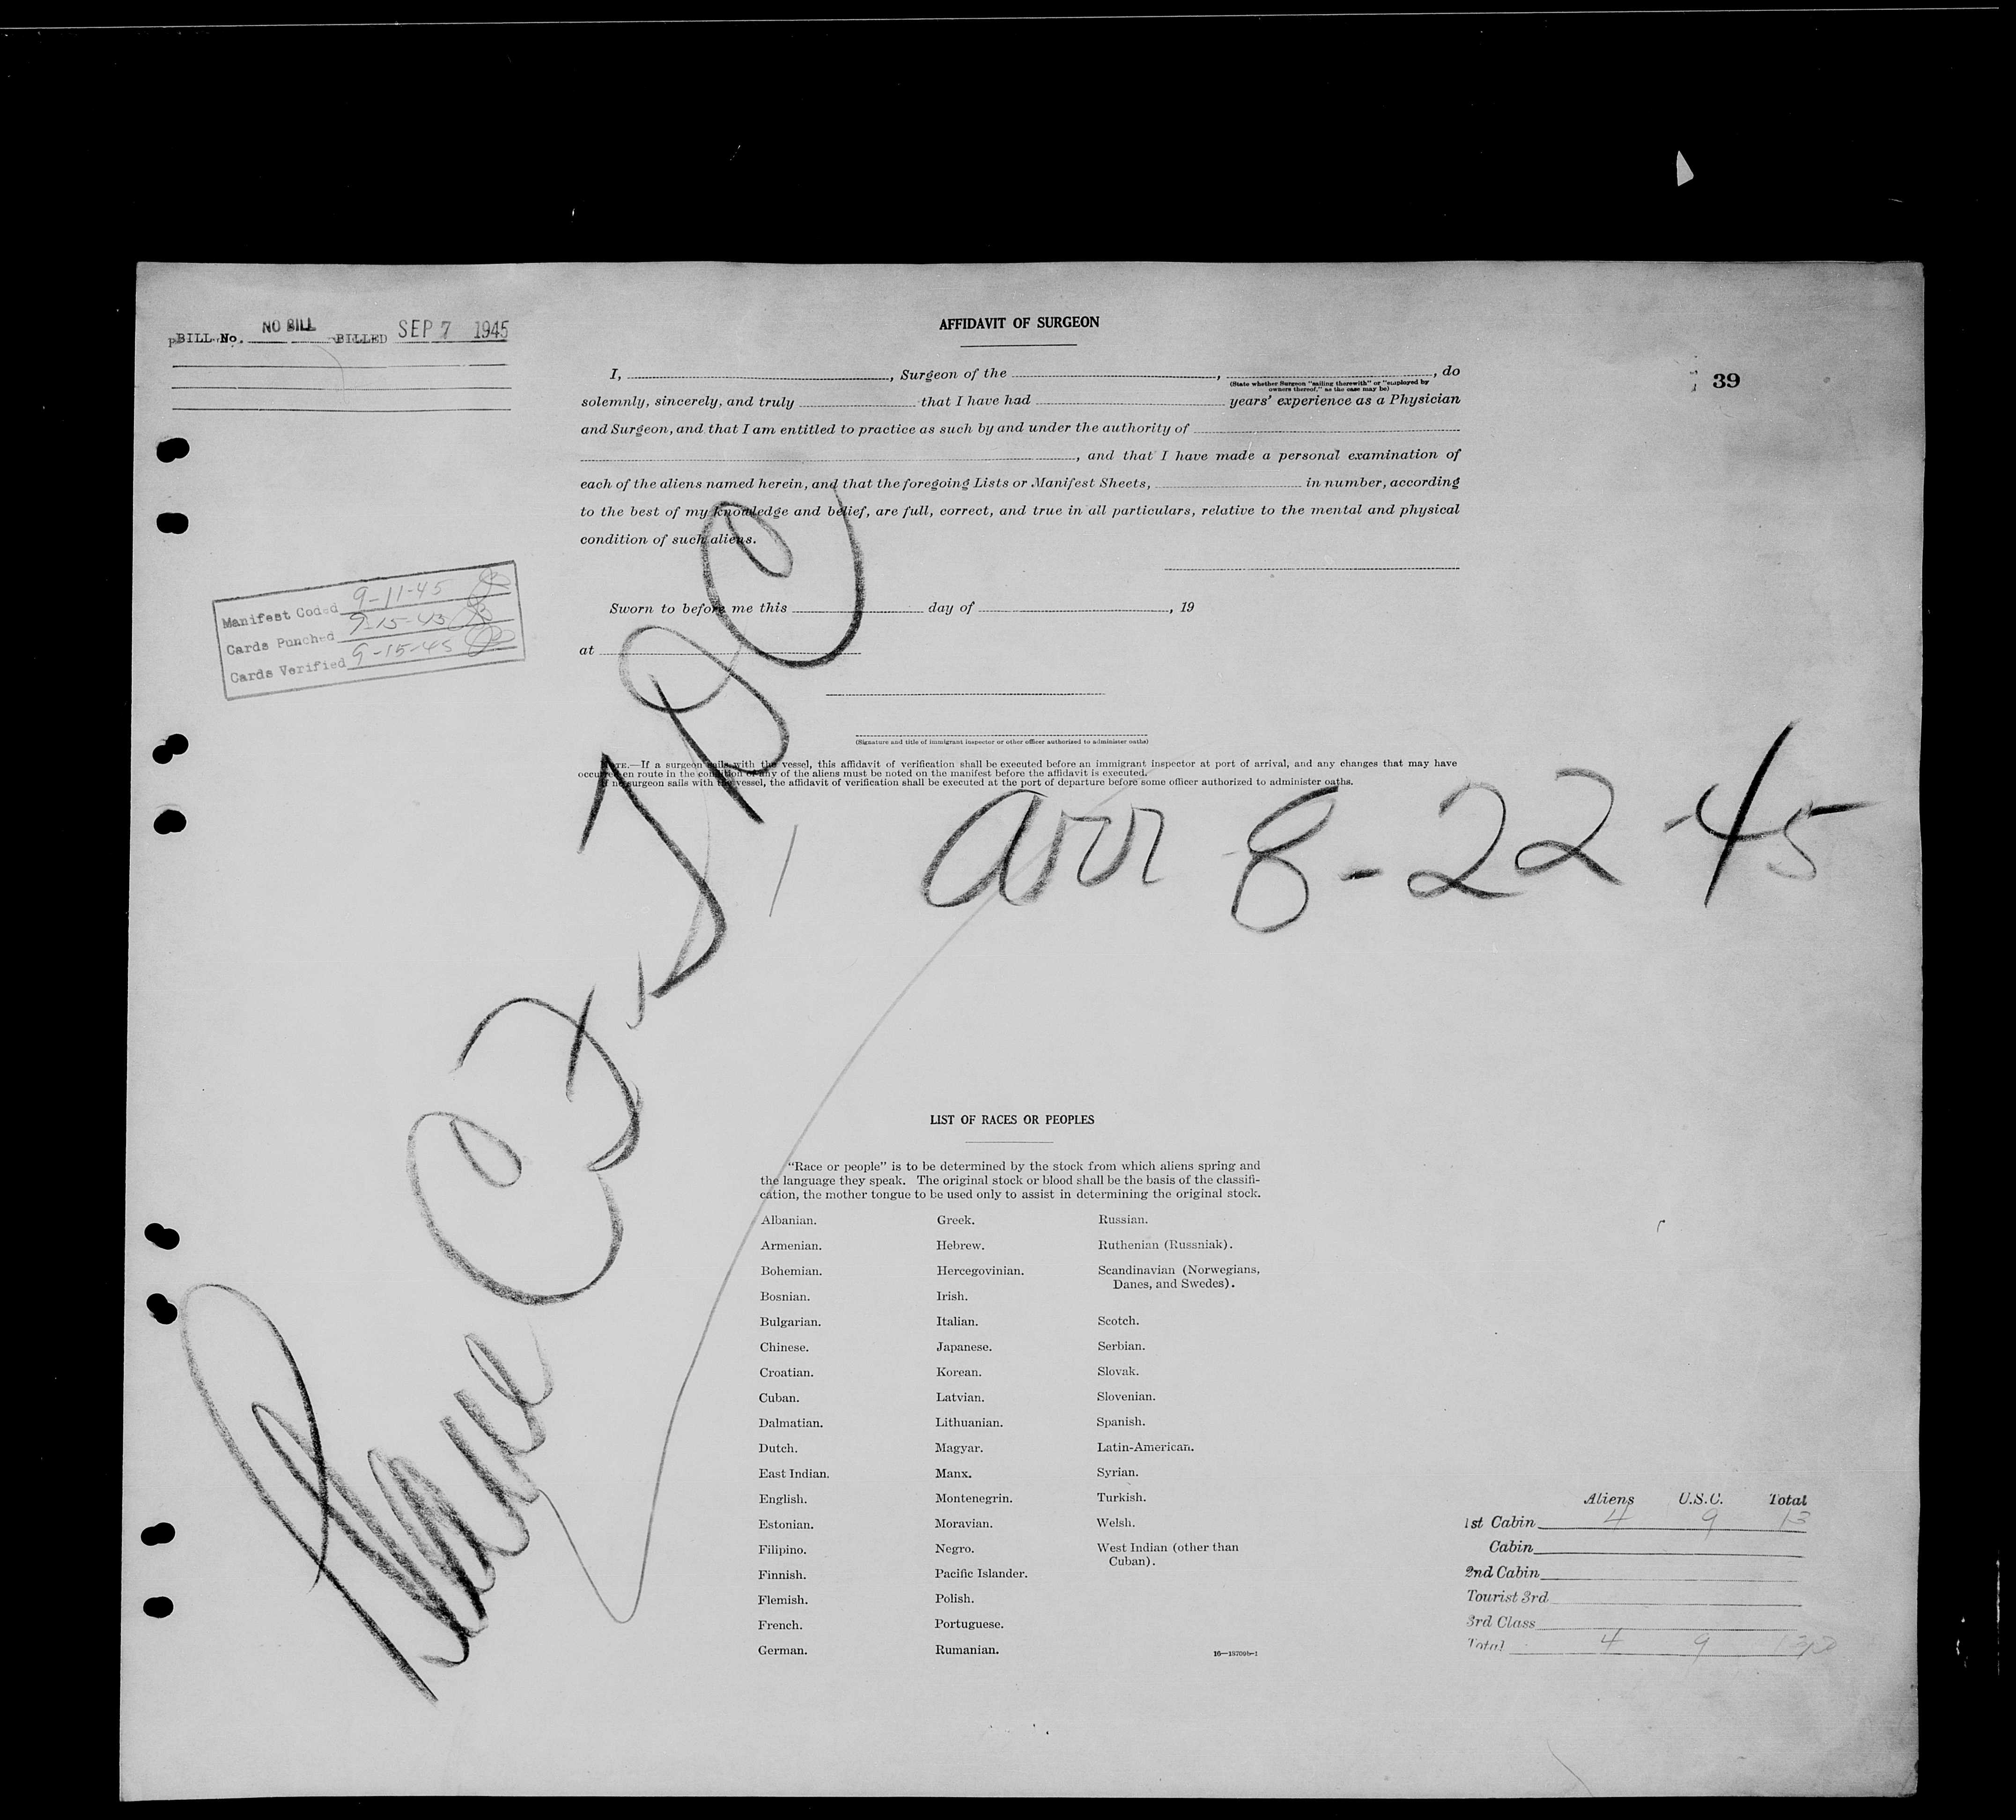 BILL No. NO BILL BILLED SEP 7 1945
AFFIDAVIT OF SURGEON
39
I, , Surgeon of the , , do
(State whether Surgeon "sailing therewith" or "employed by
owners thereof," as the case may be)
solemnly, sincerely, and truly that I have had years' experience as a Physician
and Surgeon, and that I am entitled to practice as such by and under the authority of
, and that I have made a personal examination of
each of the aliens named herein, and that the foregoing Lists or Manifest Sheets, in number, according
to the best of my knowledge and belief, are full, correct, and true in all particulars, relative to the mental and physical
condition of such aliens.
Manifest Coded 9-11-45
Cards Punched 9-15-45
Cards Verified 9-15-45
Sworn to before me this day of , 19
at
(Signature and title of immigrant inspector or other officer authorized to administer oaths)
NOTE.—If a surgeon sails with the vessel, this affidavit of verification shall be executed before an immigrant inspector at port of arrival, and any changes that may have
occurred en route in the condition of any of the aliens must be noted on the manifest before the affidavit is executed.
If no surgeon sails with the vessel, the affidavit of verification shall be executed at the port of departure before some officer authorized to administer oaths.
Plane
arr 8-22-45
LIST OF RACES OR PEOPLES
"Race or people" is to be determined by the stock from which aliens spring and
the language they speak. The original stock or blood shall be the basis of the classifi-
cation, the mother tongue to be used only to assist in determining the original stock.
Albanian.
Armenian.
Bohemian.
Bosnian.
Bulgarian.
Chinese.
Croatian.
Cuban.
Dalmatian.
Dutch.
East Indian.
English.
Estonian.
Filipino.
Finnish.
Flemish.
French.
German.
Greek.
Hebrew.
Hercegovinian.
Irish.
Italian.
Japanese.
Korean.
Latvian.
Lithuanian.
Magyar.
Manx.
Montenegrin.
Moravian.
Negro.
Pacific Islander.
Polish.
Portuguese.
Rumanian.
Russian.
Ruthenian (Russniak).
Scandinavian (Norwegians,
Danes, and Swedes).
Scotch.
Serbian.
Slovak.
Slovenian.
Spanish.
Latin-American.
Syrian.
Turkish.
Welsh.
West Indian (other than
Cuban).
Aliens U.S.C. Total
1st Cabin 4 9 13
Cabin
2nd Cabin
Tourist 3rd
3rd Class
Total 4 9 13